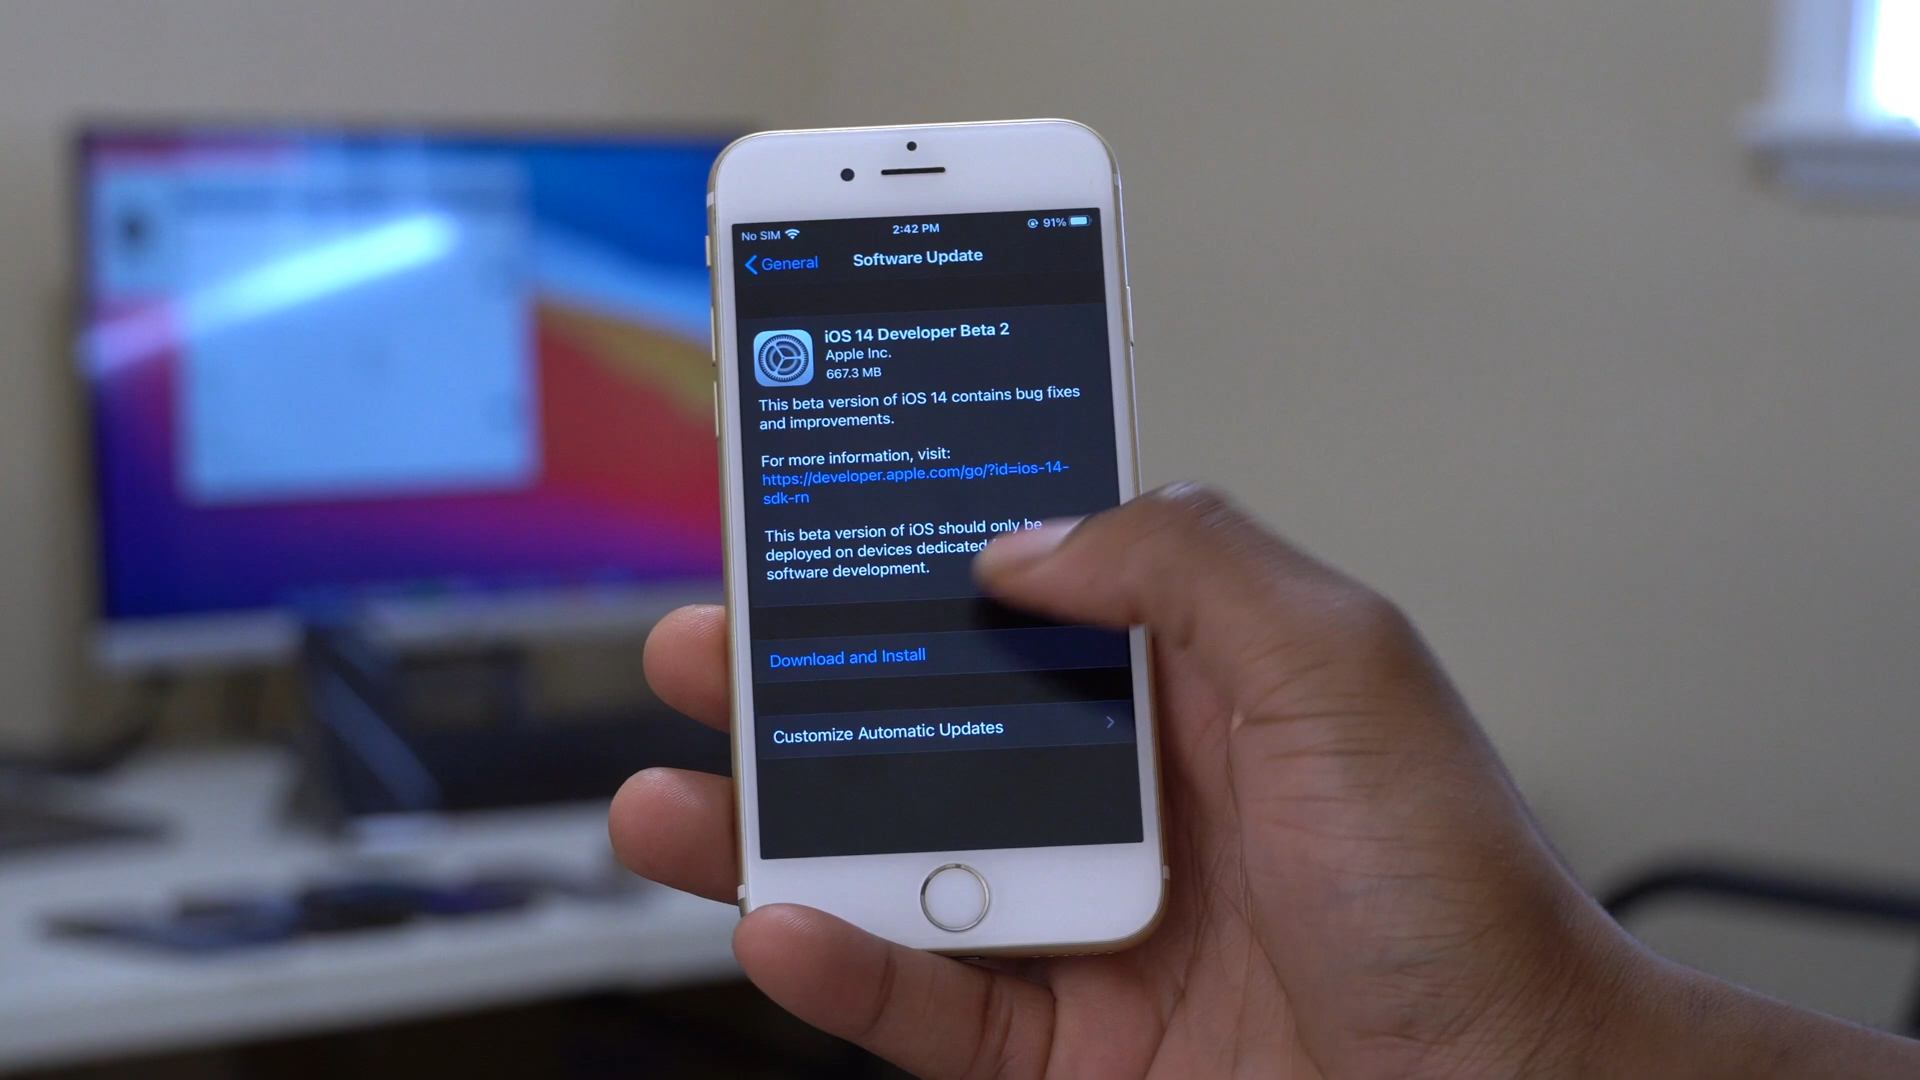 No SIM 2:42 PM 91%
General Software Update
iOS 14 Developer Beta 2
Apple Inc.
667.3 MB
This beta version of iOS 14 contains bug fixes
and improvements.
For more information, visit:
https://developer.apple.com/go/?id=ios-14-
sdk-rn
This beta version of iOS should only be
deployed on devices dedicated
software development.
Download and Install
Customize Automatic Updates